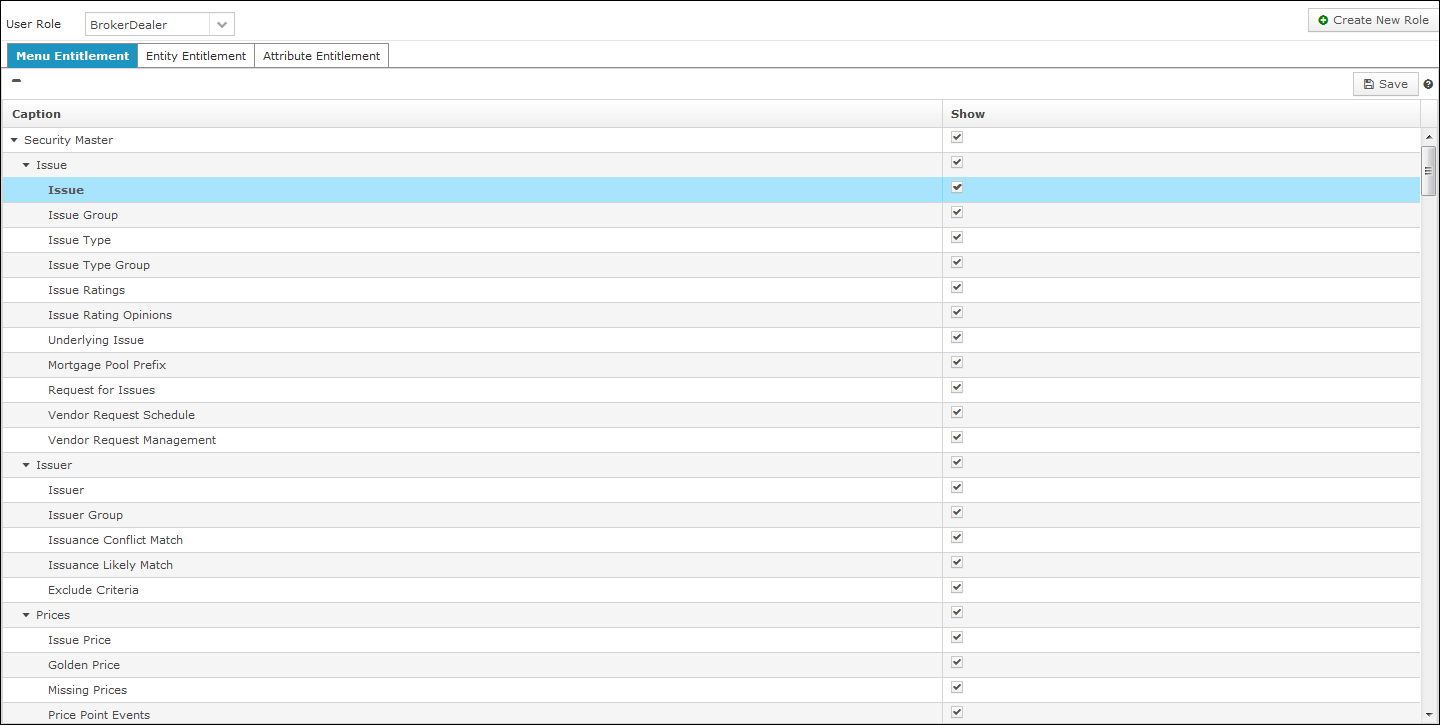 User Role BrokerDealer Create New Role
Menu Entitlement Entity Entitlement Attribute Entitlement
Save
Caption Show
Security Master
Issue
Issue
Issue Group
Issue Type
Issue Type Group
Issue Ratings
Issue Rating Opinions
Underlying Issue
Mortgage Pool Prefix
Request for Issues
Vendor Request Schedule
Vendor Request Management
Issuer
Issuer
Issuer Group
Issuance Conflict Match
Issuance Likely Match
Exclude Criteria
Prices
Issue Price
Golden Price
Missing Prices
Price Point Events